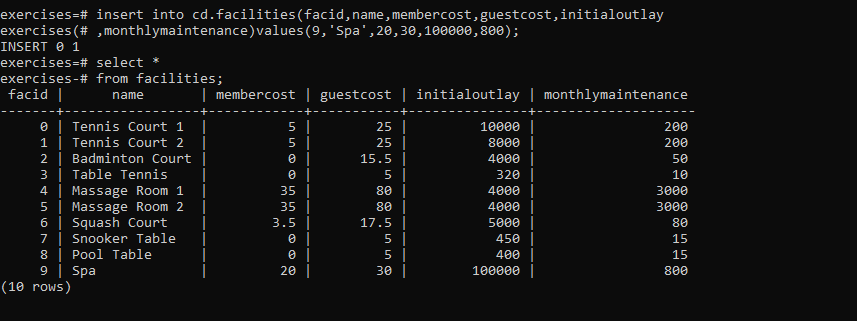 exercises=# insert into cd.facilities(facid,name,membercost,guestcost,initialoutlay
exercises(# ,monthlymaintenance)values(9,'Spa',20,30,100000,800);
INSERT 0 1
exercises=# select *
exercises-# from facilities;
 facid |      name       | membercost | guestcost | initialoutlay | monthlymaintenance
-------+-----------------+------------+-----------+---------------+--------------------
     0 | Tennis Court 1  |          5 |        25 |         10000 |                200
     1 | Tennis Court 2  |          5 |        25 |          8000 |                200
     2 | Badminton Court |          0 |      15.5 |          4000 |                 50
     3 | Table Tennis    |          0 |         5 |           320 |                 10
     4 | Massage Room 1  |         35 |        80 |          4000 |               3000
     5 | Massage Room 2  |         35 |        80 |          4000 |               3000
     6 | Squash Court    |        3.5 |      17.5 |          5000 |                 80
     7 | Snooker Table   |          0 |         5 |           450 |                 15
     8 | Pool Table      |          0 |         5 |           400 |                 15
     9 | Spa             |         20 |        30 |        100000 |                800
(10 rows)